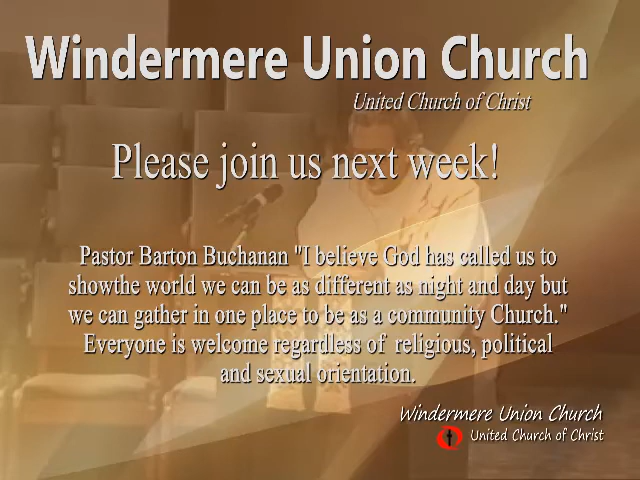 Windermere Union Church
United Church of Christ
Please join us next week!
Pastor Barton Buchanan "I believe God has called us to
showthe world we can be as different as night and day but
we can gather in one place to be as a community Church."
Everyone is welcome regardless of religious, political
and sexual orientation.
Windermere Union Church
United Church of Christ